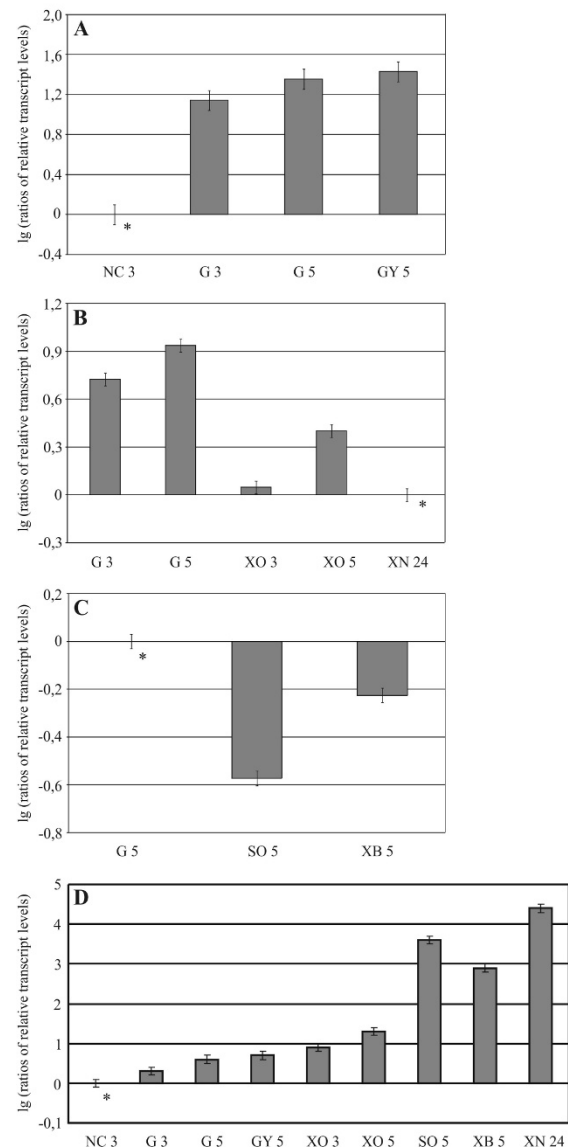 A
lg (ratios of relative transcript levels)
2,0
1,6
1,2
0,8
0,4
0
-0,4
*
NC 3 G 3 G 5 GY 5
B
lg (ratios of relative transcript levels)
1,2
0,9
0,6
0,3
0
-0,3
*
G 3 G 5 XO 3 XO 5 XN 24
C
lg (ratios of relative transcript levels)
0,2
0
-0,2
-0,4
-0,6
-0,8
*
G 5 SO 5 XB 5
D
lg (ratios of relative transcript levels)
5
4
3
2
1
0
-0,1
*
NC 3 G 3 G 5 GY 5 XO 3 XO 5 SO 5 XB 5 XN 24